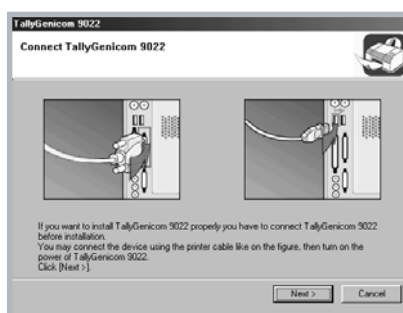 TallyGenicom 9022
Connect TallyGenicom 9022
If you want to install TallyGenicom 9022 properly you have to connect TallyGenicom 9022
before installation.
You may connect the device using the printer cable like on the figure, then turn on the
power of TallyGenicom 9022.
Click [Next >].
Next >
Cancel